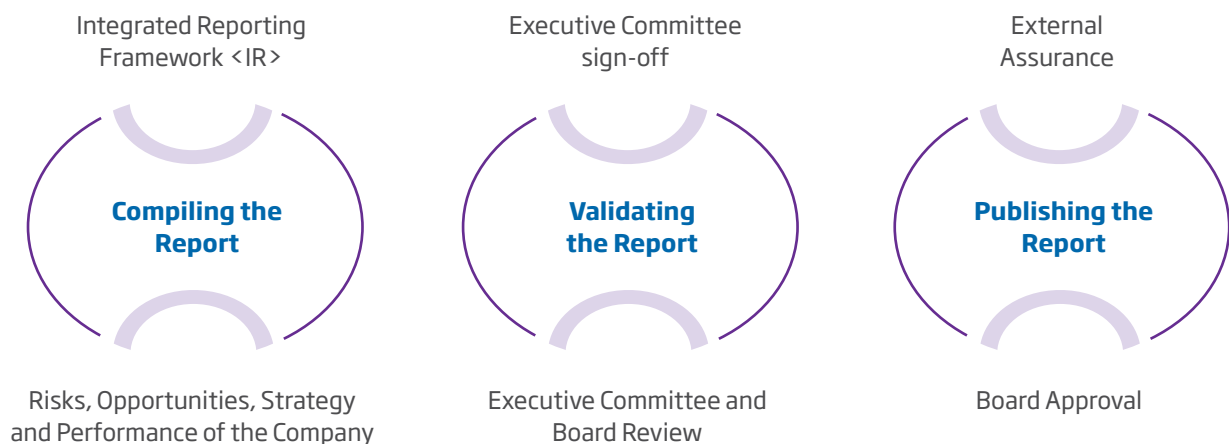 Integrated Reporting
Framework <IR>
Compiling the
Report
Risks, Opportunities, Strategy
and Performance of the Company
Executive Committee
sign-off
Validating
the Report
Executive Committee and
Board Review
External
Assurance
Publishing the
Report
Board Approval